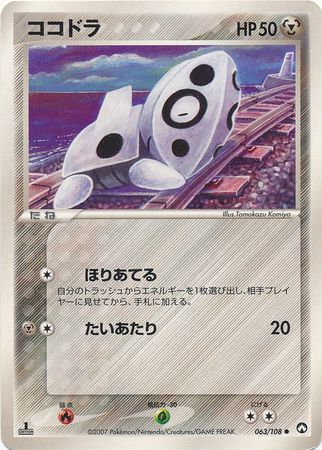 ココドラ HP50
たね
Illus. Tomokazu Komiya
ほりあてる
自分のトラッシュからエネルギーを1枚選び出し、相手プレイ
ヤーに見せてから、手札に加える。
たいあたり 20
弱点 抵抗力 -30 にげる
1 EDITION
©2007 Pokémon/Nintendo/Creatures/GAME FREAK.
063/108